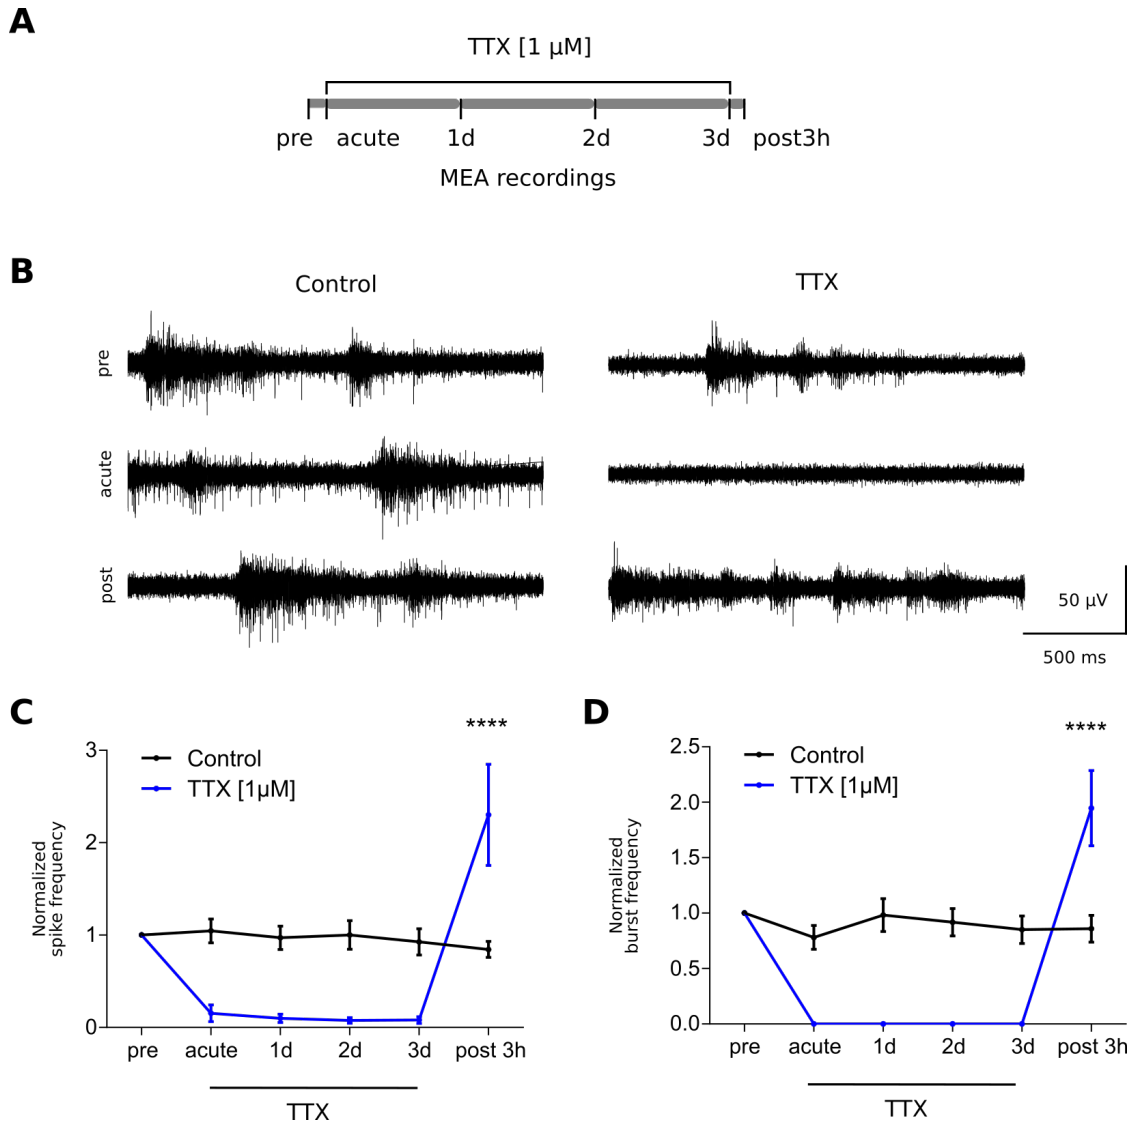 A
TTX [1 µM]
pre acute 1d 2d 3d post3h
MEA recordings
B
Control TTX
pre
acute
post
50 µV
500 ms
C
****
Normalized
spike frequency
3
2
1
0
Control
TTX [1µM]
pre acute 1d 2d 3d post 3h
TTX
D
****
Normalized
burst frequency
2.5
2.0
1.5
1.0
0.5
0.0
Control
TTX [1µM]
pre acute 1d 2d 3d post 3h
TTX